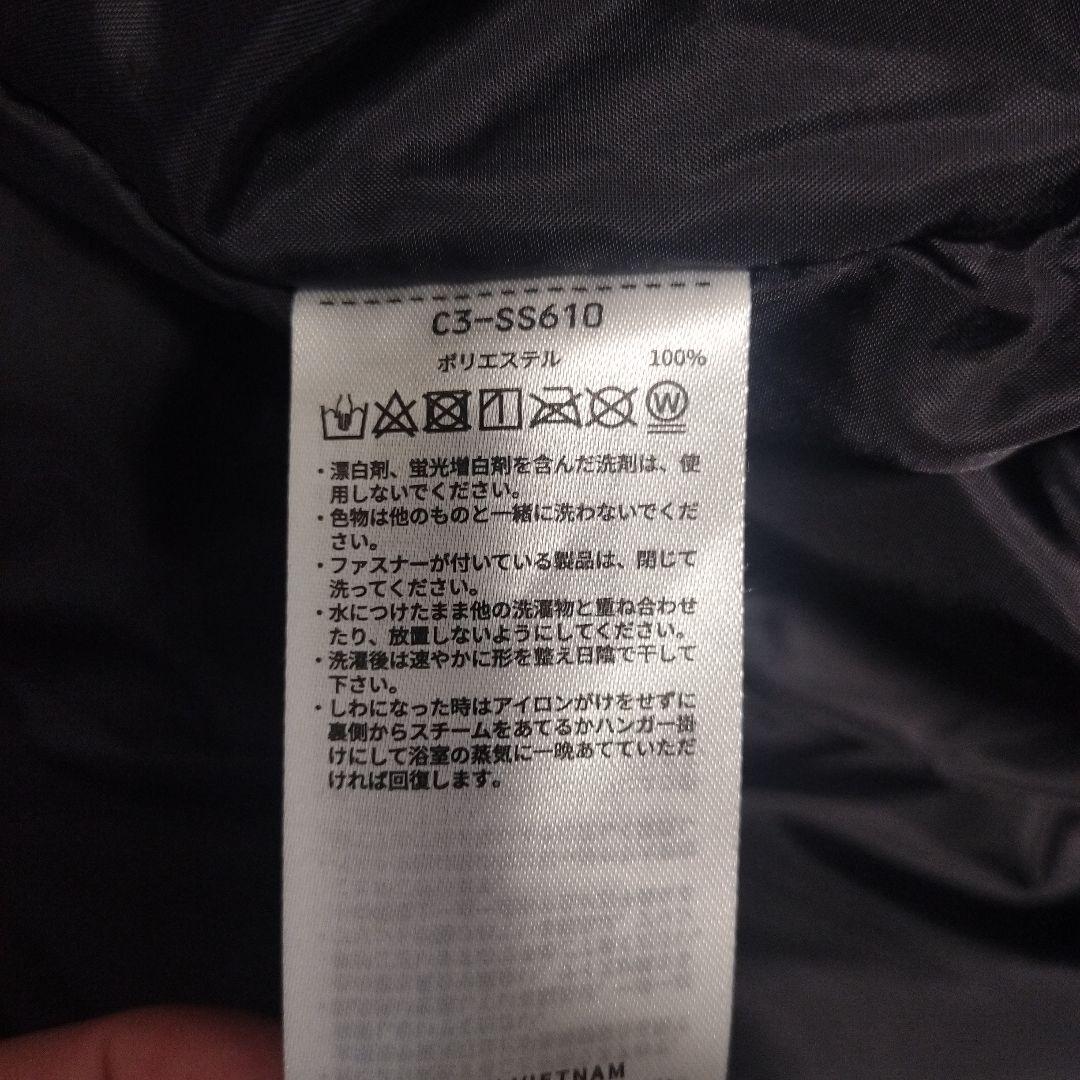 C3-SS610
ポリエステル 100%
W
・漂白剤、蛍光増白剤を含んだ洗剤は、使
用しないでください。
・色物は他のものと一緒に洗わないでくだ
さい。
・ファスナーが付いている製品は、閉じて
洗ってください。
・水につけたまま他の洗濯物と重ね合わせ
たり、放置しないようにしてください。
・洗濯後は速やかに形を整え日陰で干して
下さい。
・しわになった時はアイロンがけをせずに
裏側からスチームをあてるかハンガー掛
けにして浴室の蒸気に一晩あてていただ
ければ回復します。
VIETNAM